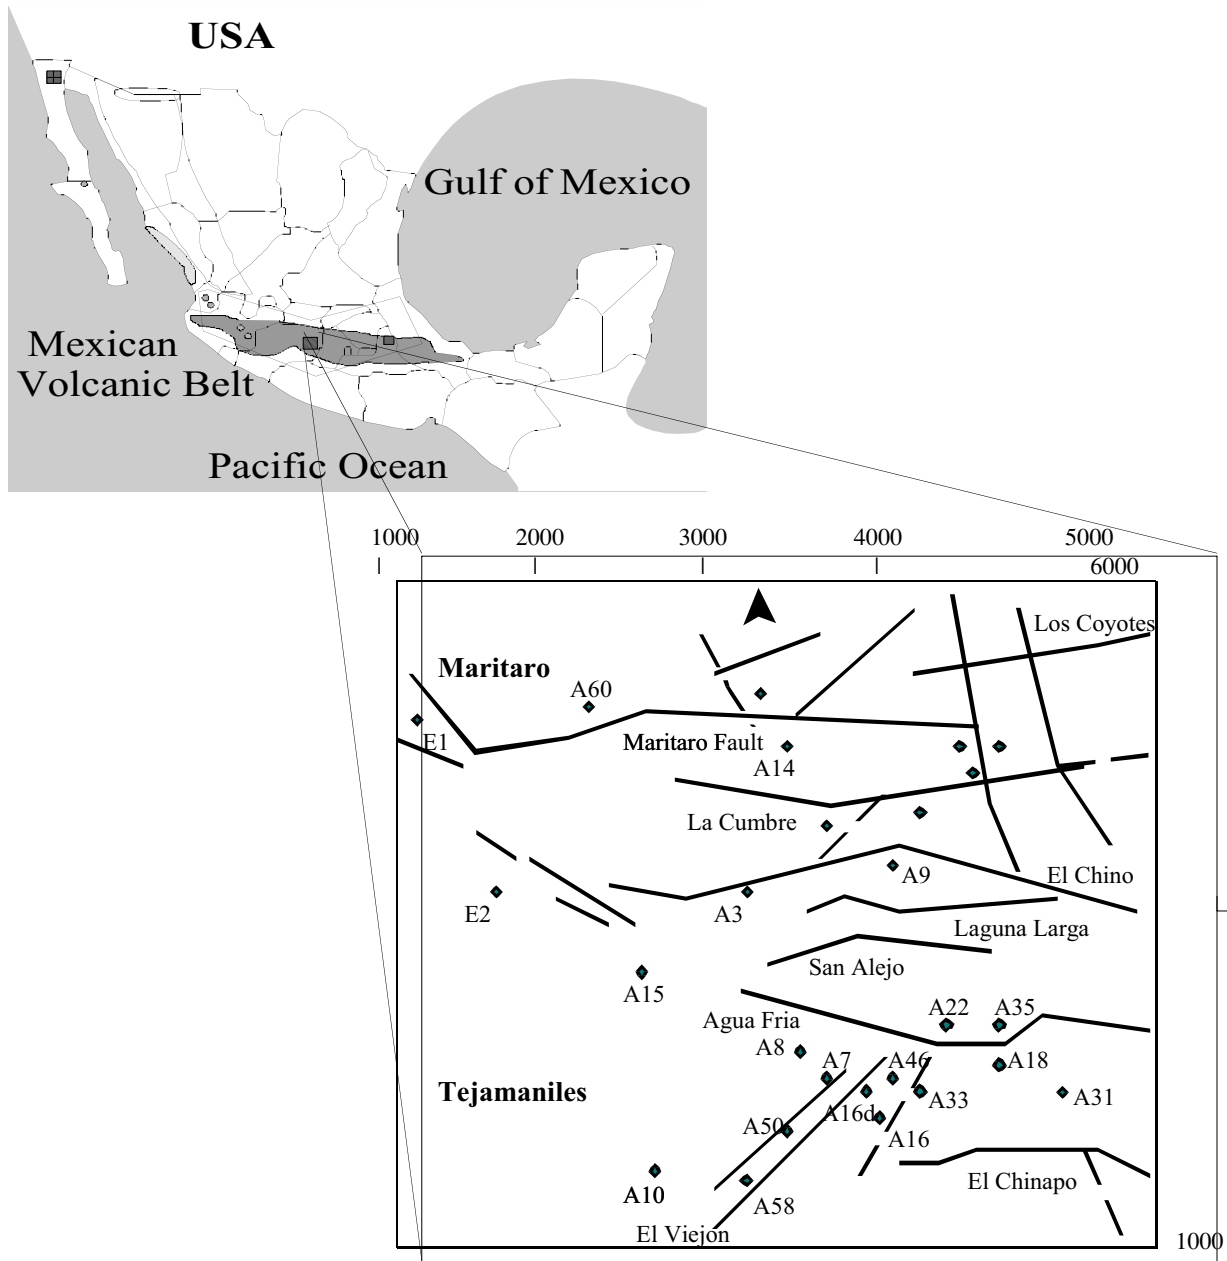 USA
Gulf of Mexico
Mexican
Volcanic Belt
Pacific Ocean
1000 2000 3000 4000 5000
6000
Los Coyotes
Maritaro
A60
E1
Maritaro Fault
A14
La Cumbre
A9
El Chino
E2
A3
Laguna Larga
San Alejo
A15
Agua Fria
A22
A35
A8
A7
A46
A18
Tejamaniles
A16d
A33
A31
A50
A16
A10
A58
El Chinapo
El Viejon
1000